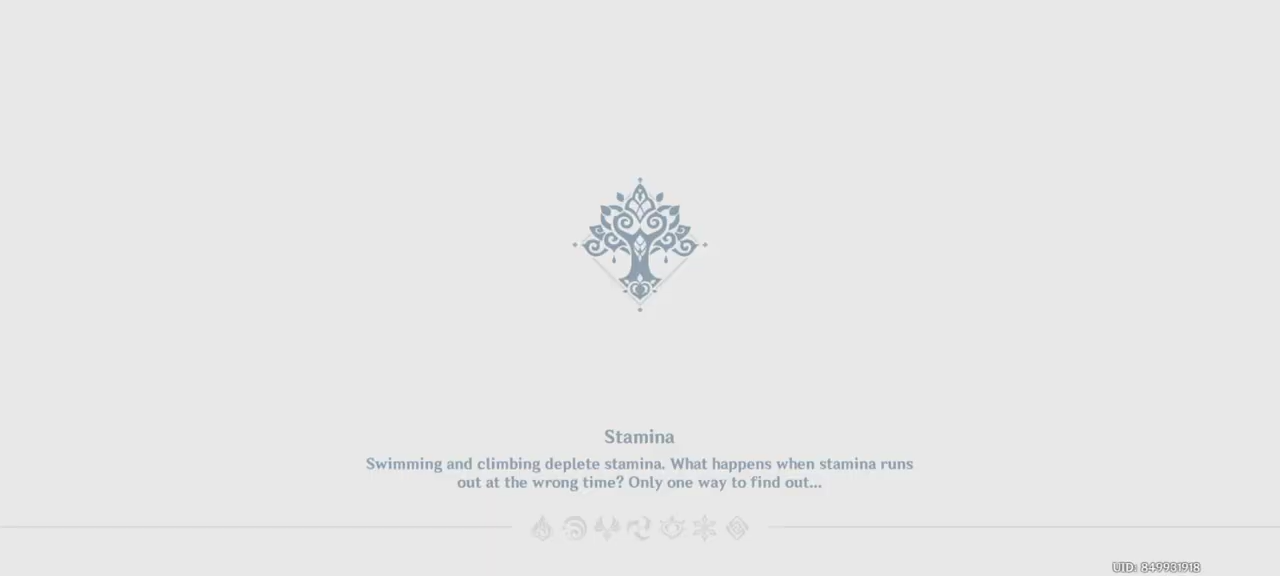 Stamina
Swimming and climbing deplete stamina. What happens when stamina runs
out at the wrong time? Only one way to find out...
UID: 849931918